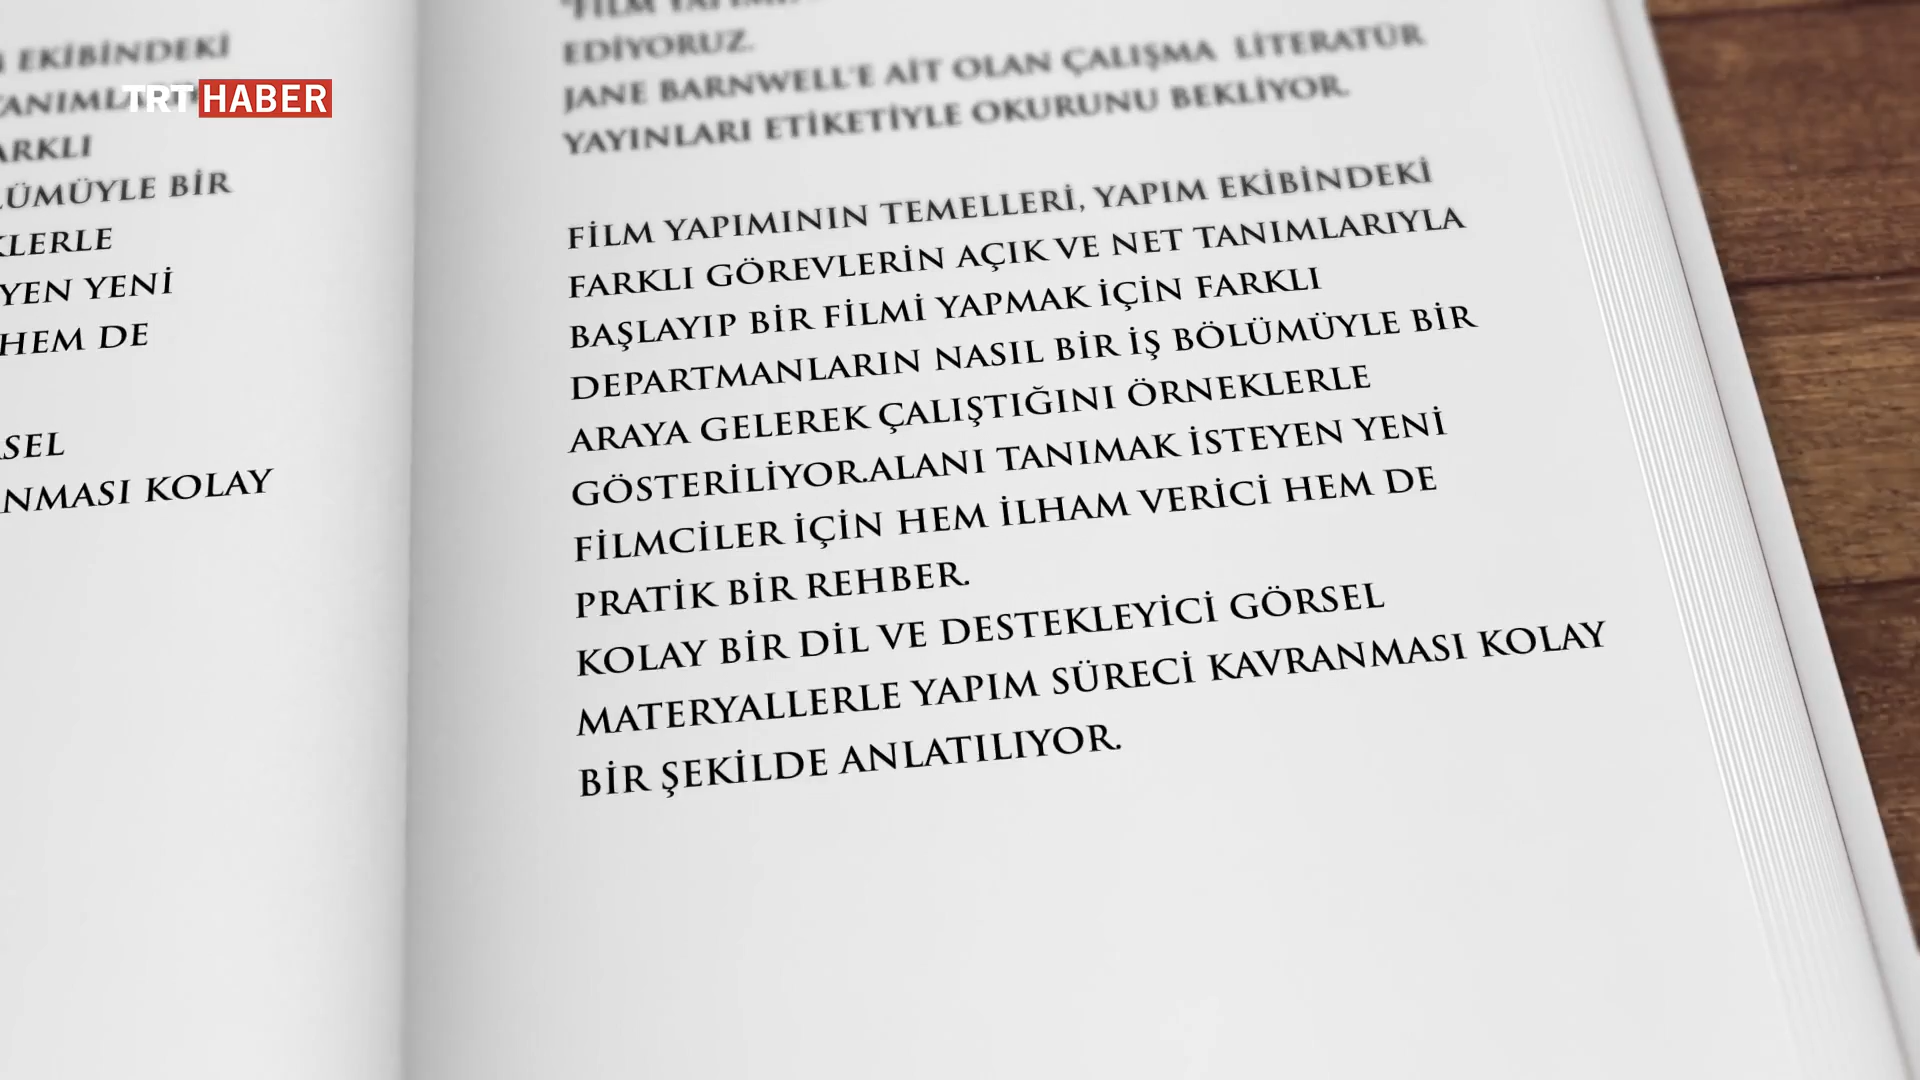 EKİBİNDEKİ
TRT HABER
ARKLI
LÜMÜYLE BİR
KLERLE
YEN YENİ
HEM DE
SEL
NMASI KOLAY
"FİLM
EDİYORUZ.
JANE BARNWELL'E AİT OLAN ÇALIŞMA LİTERATÜR
YAYINLARI ETİKETİYLE OKURUNU BEKLİYOR.
FİLM YAPIMININ TEMELLERİ, YAPIM EKİBİNDEKİ
FARKLI GÖREVLERİN AÇIK VE NET TANIMLARIYLA
BAŞLAYIP BİR FİLMİ YAPMAK İÇİN FARKLI
DEPARTMANLARIN NASIL BİR İŞ BÖLÜMÜYLE BİR
ARAYA GELEREK ÇALIŞTIĞINI ÖRNEKLERLE
GÖSTERİLİYOR.ALANI TANIMAK İSTEYEN YENİ
FİLMCİLER İÇİN HEM İLHAM VERİCİ HEM DE
PRATİK BİR REHBER.
KOLAY BİR DİL VE DESTEKLEYİCİ GÖRSEL
MATERYALLERLE YAPIM SÜRECİ KAVRANMASI KOLAY
BİR ŞEKİLDE ANLATILIYOR.